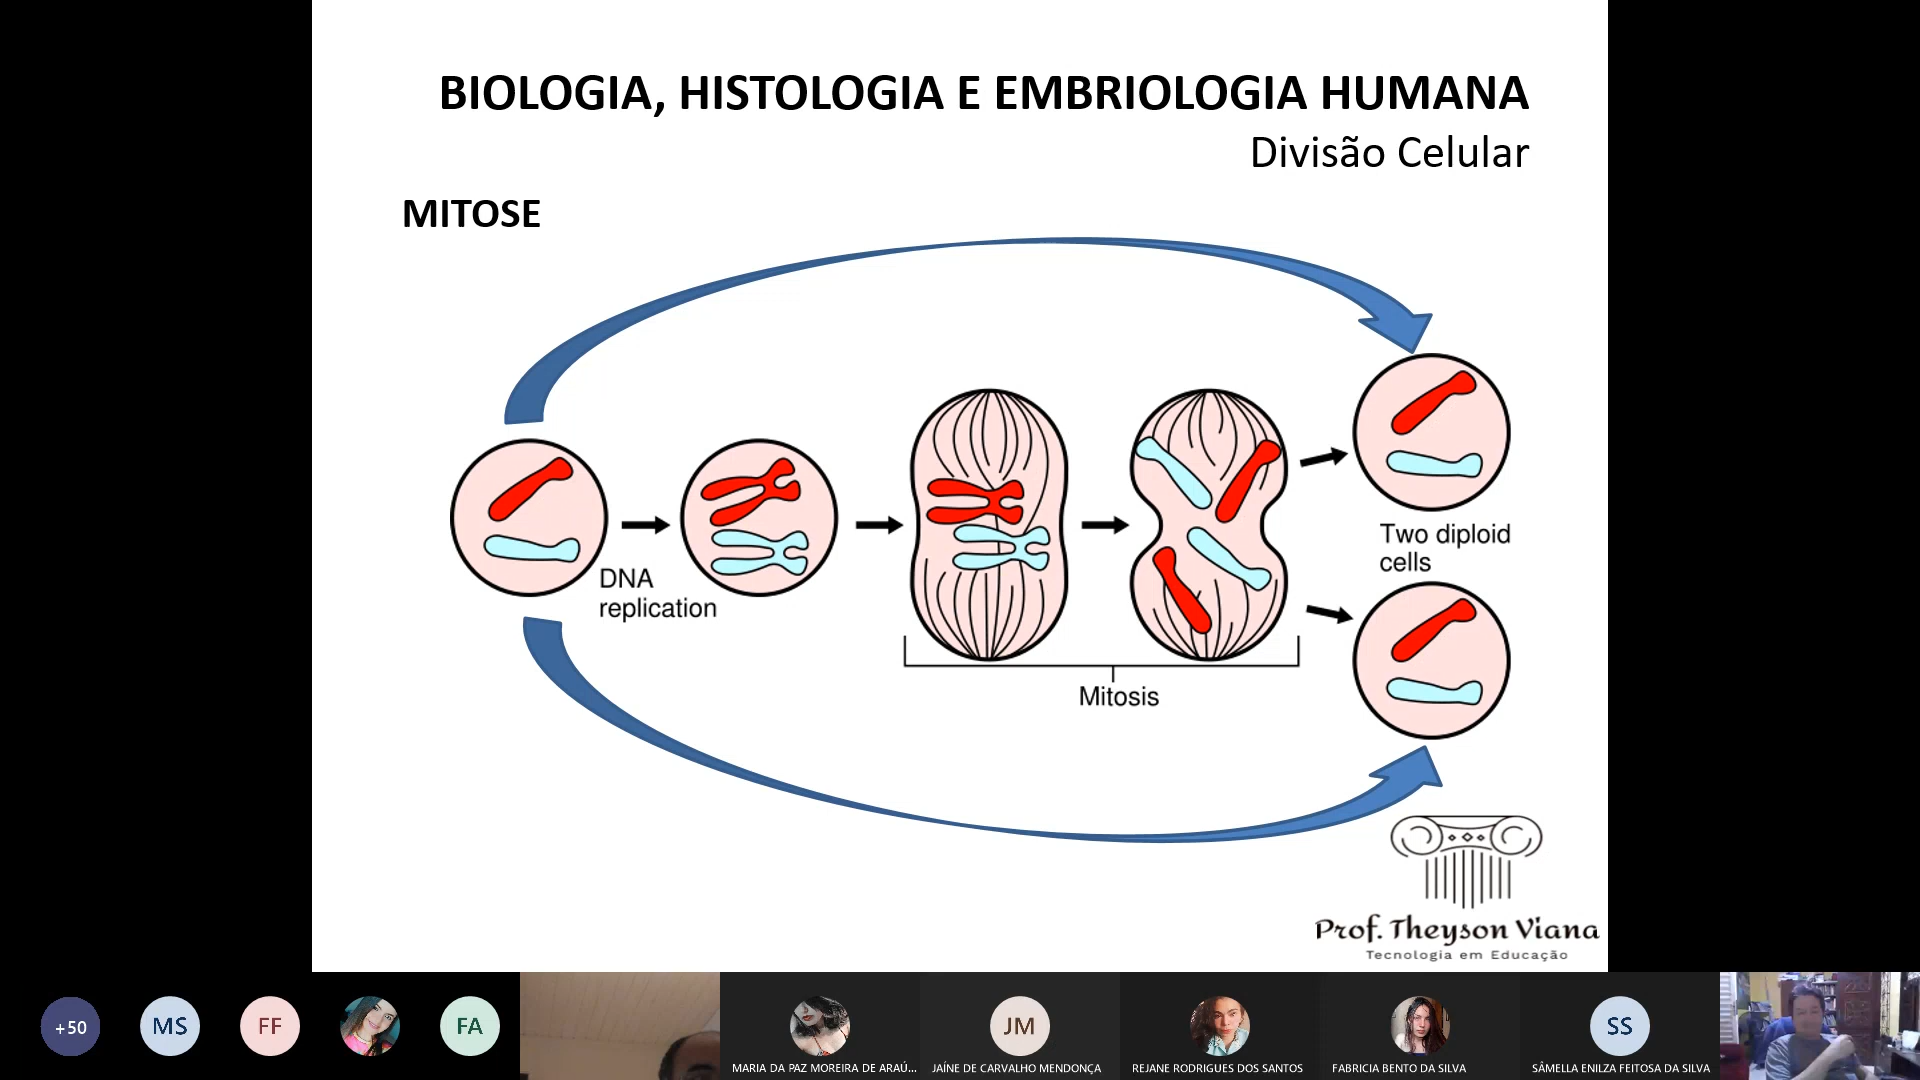 BIOLOGIA, HISTOLOGIA E EMBRIOLOGIA HUMANA
Divisão Celular
MITOSE
DNA
replication
Mitosis
Two diploid
cells
Prof. Theyson Viana
Tecnologia em Educação
+50
MS
FF
FA
JM
SS
MARIA DA PAZ MOREIRA DE ARAÚ...
JAÍNE DE CARVALHO MENDONÇA
REJANE RODRIGUES DOS SANTOS
FABRICIA BENTO DA SILVA
SÂMELLA ENILZA FEITOSA DA SILVA